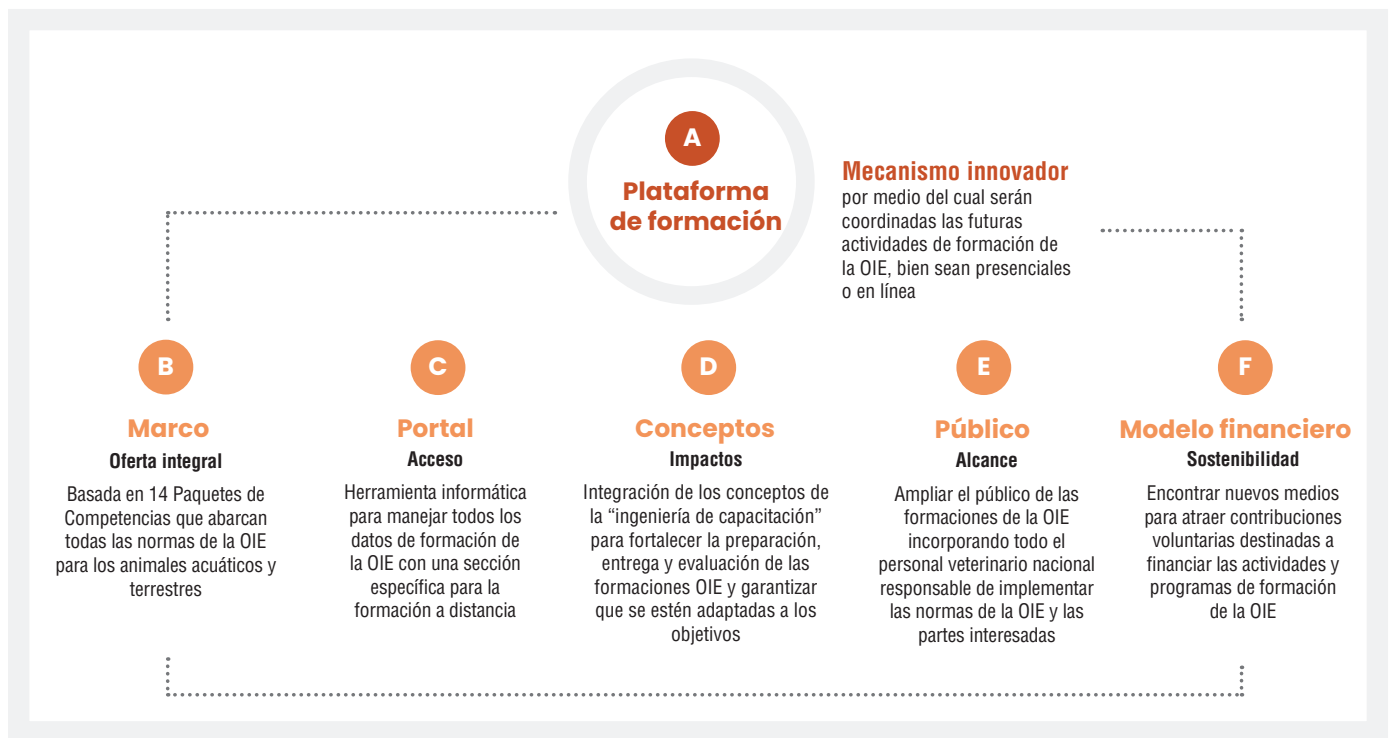 A
Plataforma
de formación
Mecanismo innovador
por medio del cual serán
coordinadas las futuras
actividades de formación de
la OIE, bien sean presenciales
o en línea
B
Marco
Oferta integral
Basada en 14 Paquetes de
Competencias que abarcan
todas las normas de la OIE
para los animales acuáticos y
terrestres
C
Portal
Acceso
Herramienta informática
para manejar todos los
datos de formación de
la OIE con una sección
específica para la
formación a distancia
D
Conceptos
Impactos
Integración de los conceptos de
la “ingeniería de capacitación”
para fortalecer la preparación,
entrega y evaluación de las
formaciones OIE y garantizar
que se estén adaptadas a los
objetivos
E
Público
Alcance
Ampliar el público de las
formaciones de la OIE
incorporando todo el
personal veterinario nacional
responsable de implementar
las normas de la OIE y las
partes interesadas
F
Modelo financiero
Sostenibilidad
Encontrar nuevos medios
para atraer contribuciones
voluntarias destinadas a
financiar las actividades y
programas de formación
de la OIE